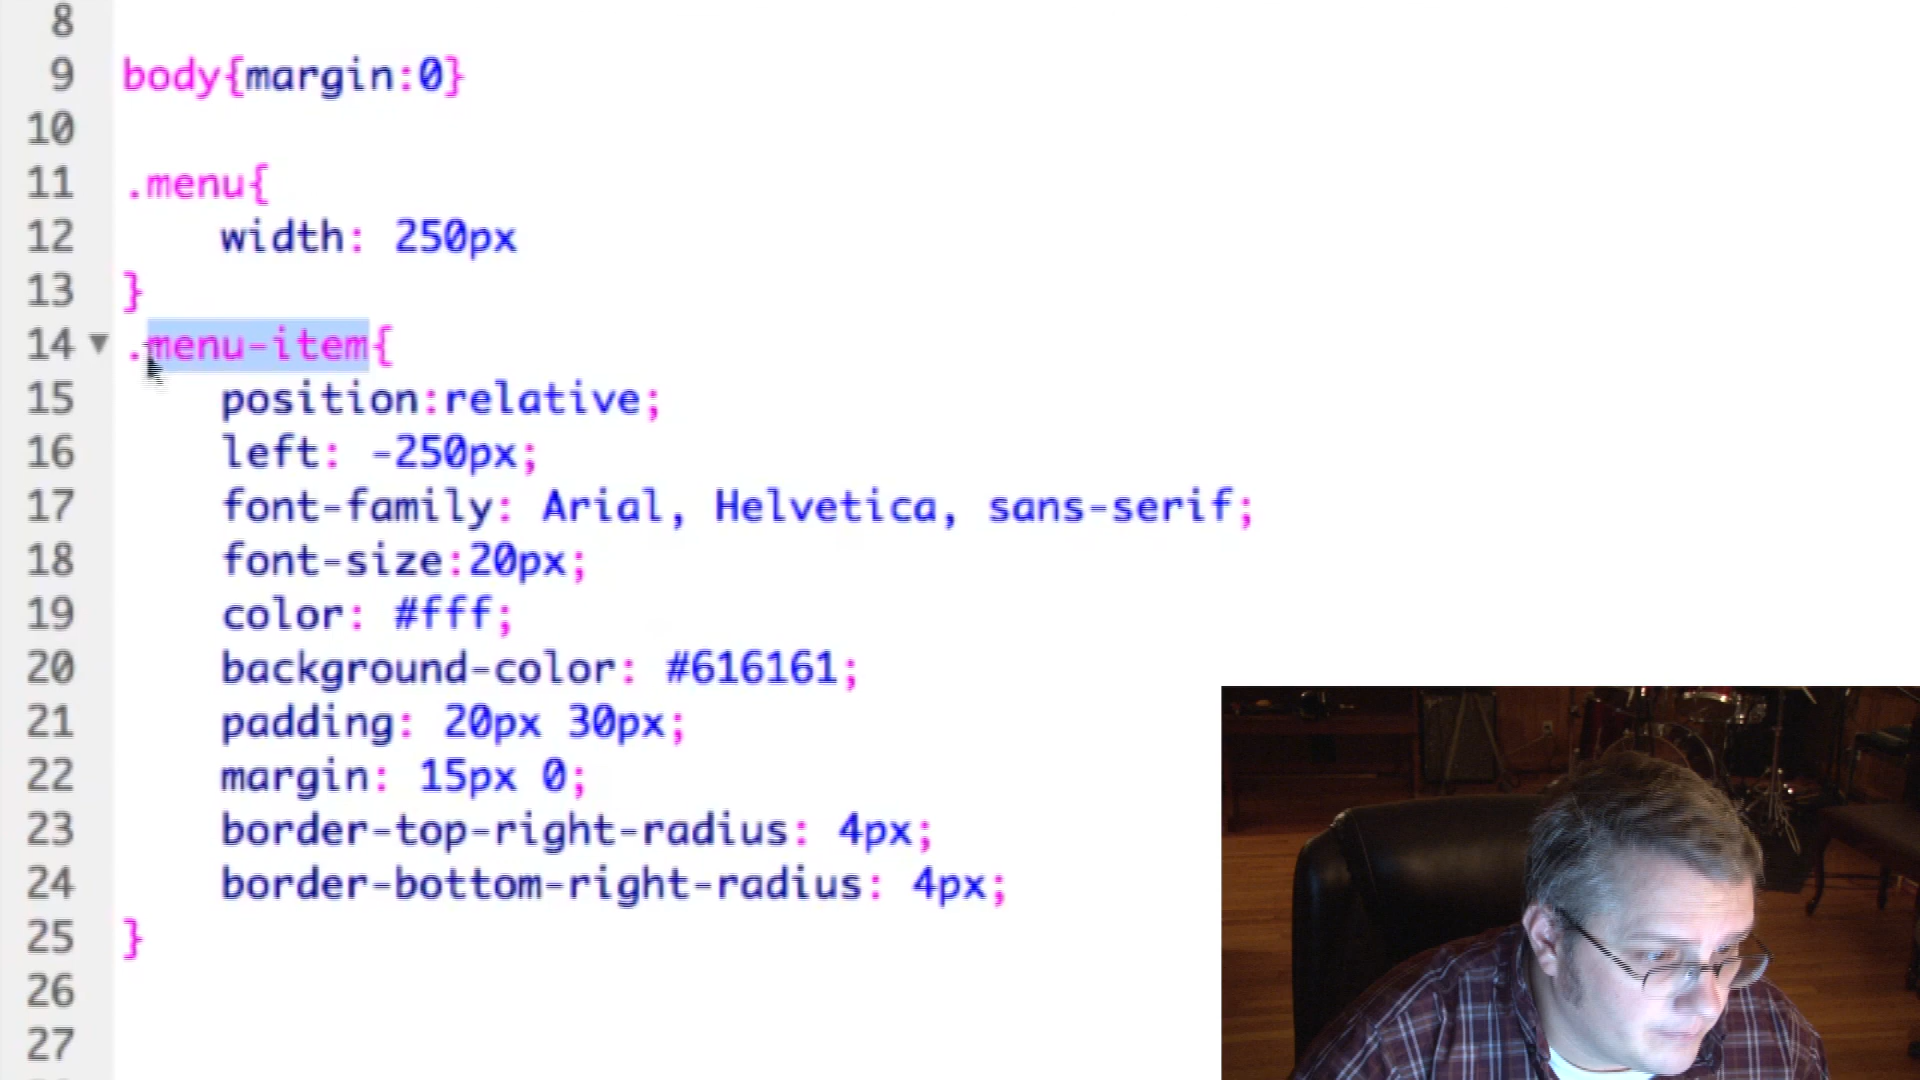 8
9 body{margin:0}
10
11 .menu{
12 width: 250px
13 }
14 ▼ .menu-item{
15 position:relative;
16 left: -250px;
17 font-family: Arial, Helvetica, sans-serif;
18 font-size:20px;
19 color: #fff;
20 background-color: #616161;
21 padding: 20px 30px;
22 margin: 15px 0;
23 border-top-right-radius: 4px;
24 border-bottom-right-radius: 4px;
25 }
26
27